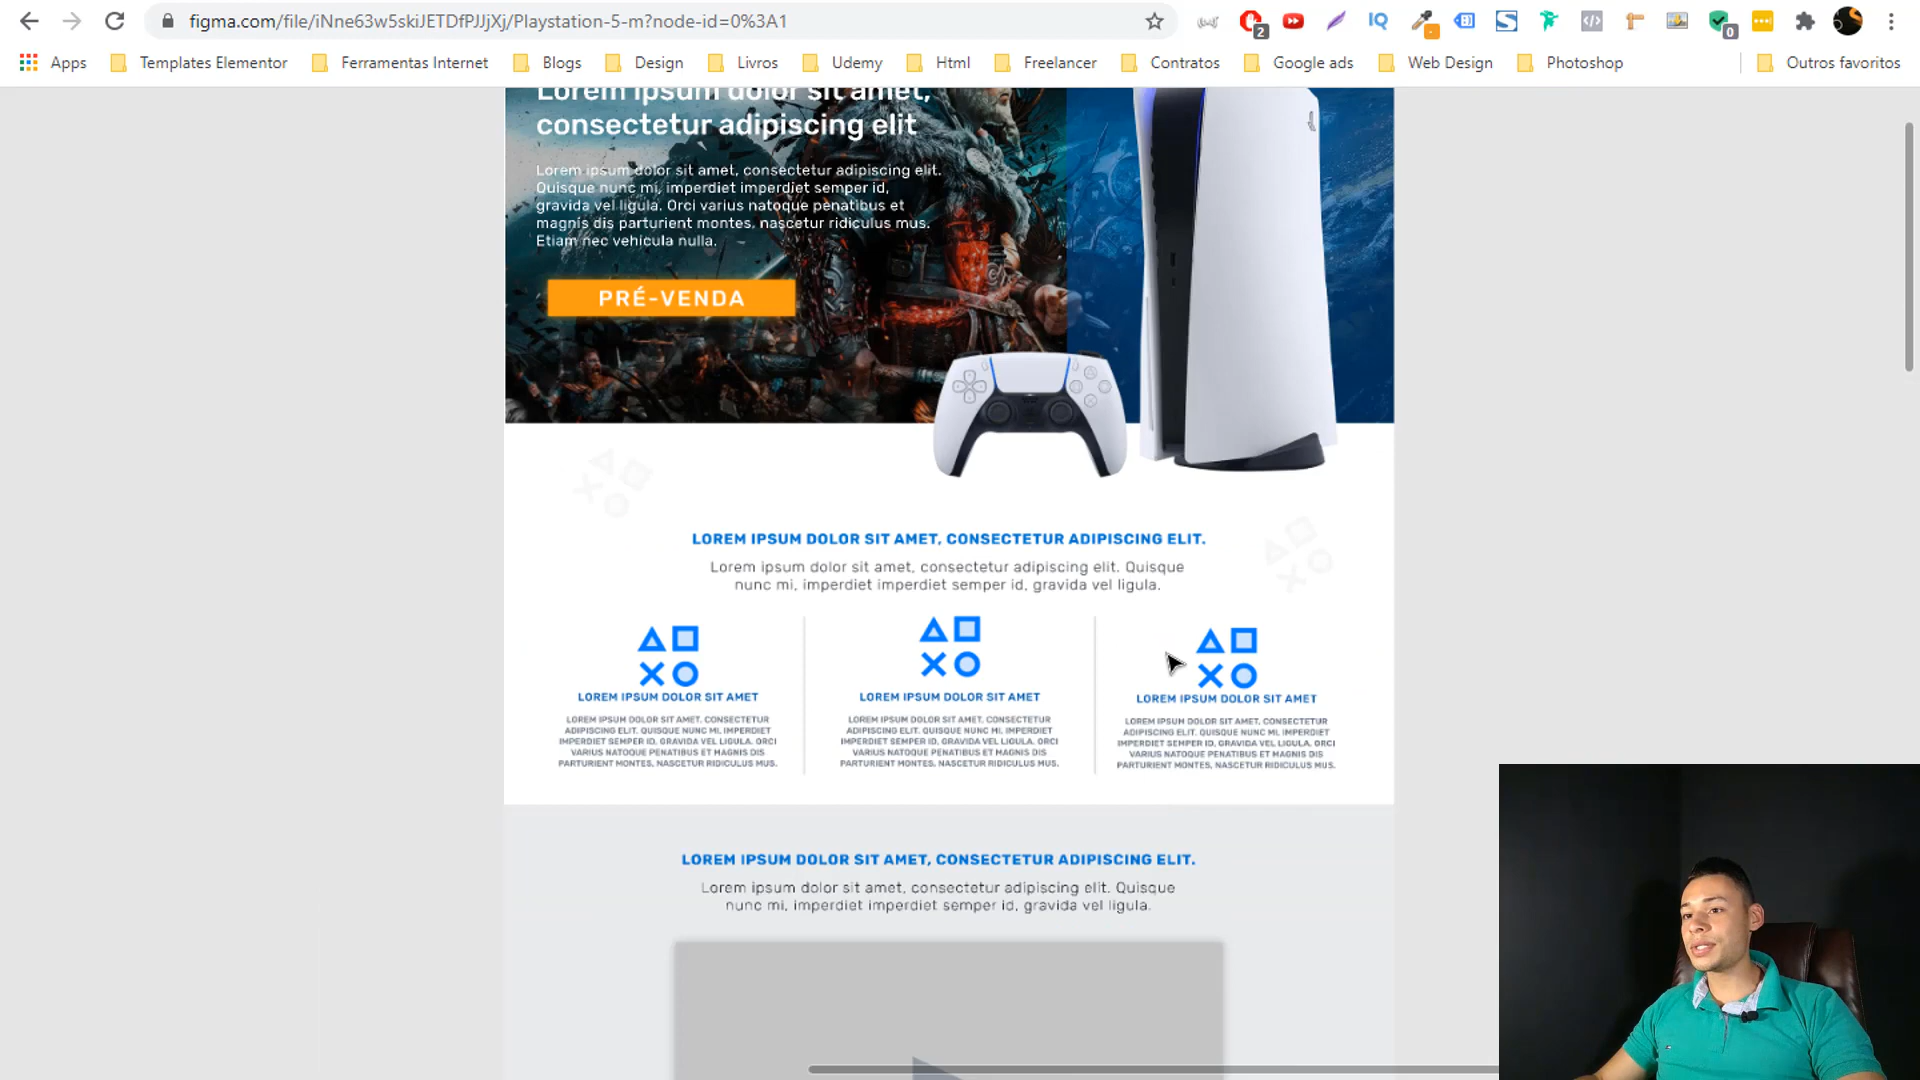 figma.com/file/iNne63w5skiJETDfPJJjXj/Playstation-5-m?node-id=0%3A1
2
0
Apps
Templates Elementor
Ferramentas Internet
Blogs
Design
Livros
Udemy
Html
Freelancer
Contratos
Google ads
Web Design
Photoshop
Outros favoritos
Lorem ipsum dolor sit amet,
consectetur adipiscing elit
Lorem ipsum dolor sit amet, consectetur adipiscing elit.
Quisque nunc mi, imperdiet imperdiet semper id,
gravida vel ligula. Orci varius natoque penatibus et
magnis dis parturient montes, nascetur ridiculus mus.
Etiam nec vehicula nulla.
PRÉ-VENDA
LOREM IPSUM DOLOR SIT AMET, CONSECTETUR ADIPISCING ELIT.
Lorem ipsum dolor sit amet, consectetur adipiscing elit. Quisque
nunc mi, imperdiet imperdiet semper id, gravida vel ligula.
LOREM IPSUM DOLOR SIT AMET
LOREM IPSUM DOLOR SIT AMET, CONSECTETUR
ADIPISCING ELIT. QUISQUE NUNC MI, IMPERDIET
IMPERDIET SEMPER ID, GRAVIDA VEL LIGULA. ORCI
VARIUS NATOQUE PENATIBUS ET MAGNIS DIS
PARTURIENT MONTES, NASCETUR RIDICULUS MUS.
LOREM IPSUM DOLOR SIT AMET
LOREM IPSUM DOLOR SIT AMET, CONSECTETUR
ADIPISCING ELIT. QUISQUE NUNC MI, IMPERDIET
IMPERDIET SEMPER ID, GRAVIDA VEL LIGULA. ORCI
VARIUS NATOQUE PENATIBUS ET MAGNIS DIS
PARTURIENT MONTES, NASCETUR RIDICULUS MUS.
LOREM IPSUM DOLOR SIT AMET
LOREM IPSUM DOLOR SIT AMET, CONSECTETUR
ADIPISCING ELIT. QUISQUE NUNC MI, IMPERDIET
IMPERDIET SEMPER ID, GRAVIDA VEL LIGULA. ORCI
VARIUS NATOQUE PENATIBUS ET MAGNIS DIS
PARTURIENT MONTES, NASCETUR RIDICULUS MUS.
LOREM IPSUM DOLOR SIT AMET, CONSECTETUR ADIPISCING ELIT.
Lorem ipsum dolor sit amet, consectetur adipiscing elit. Quisque
nunc mi, imperdiet imperdiet semper id, gravida vel ligula.